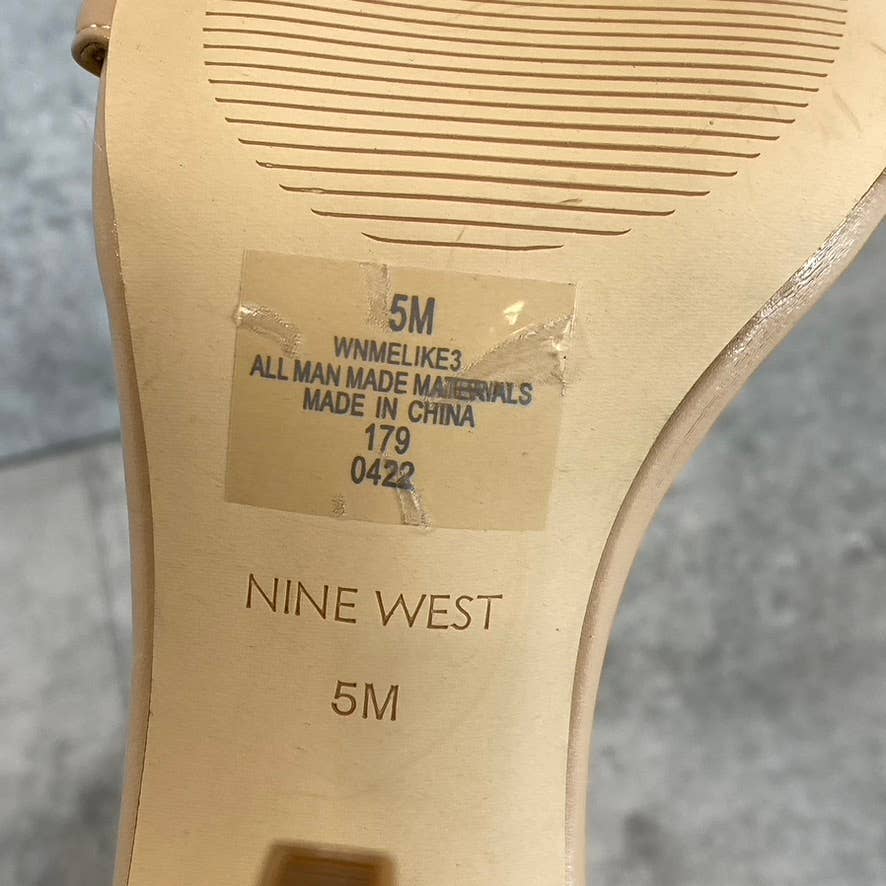 5M
WNMELIKE3
ALL MAN MADE MATERIALS
MADE IN CHINA
179
0422
NINE WEST
5M